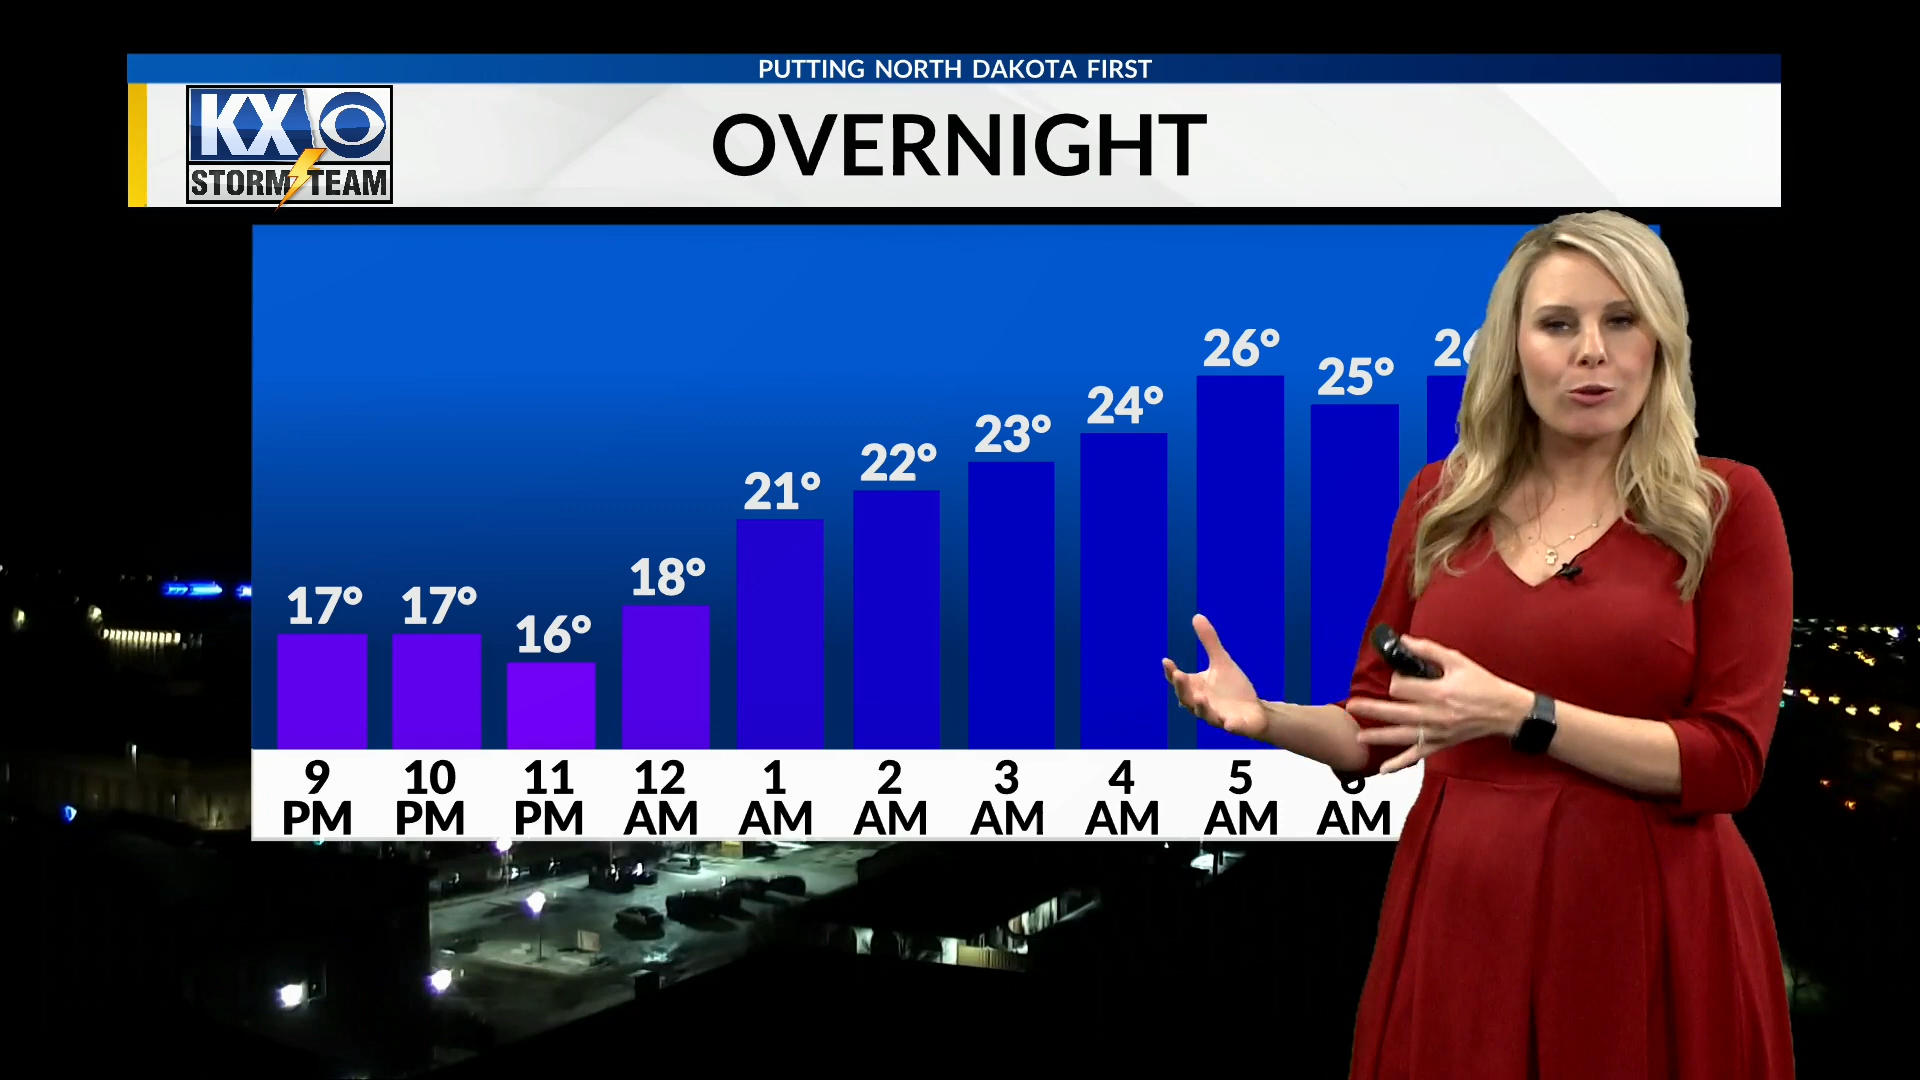 PUTTING NORTH DAKOTA FIRST
KX
STORM TEAM
OVERNIGHT
17° 17° 16° 18° 21° 22° 23° 24° 26° 25°
9 10 11 12 1 2 3 4 5
PM PM PM AM AM AM AM AM AM AM